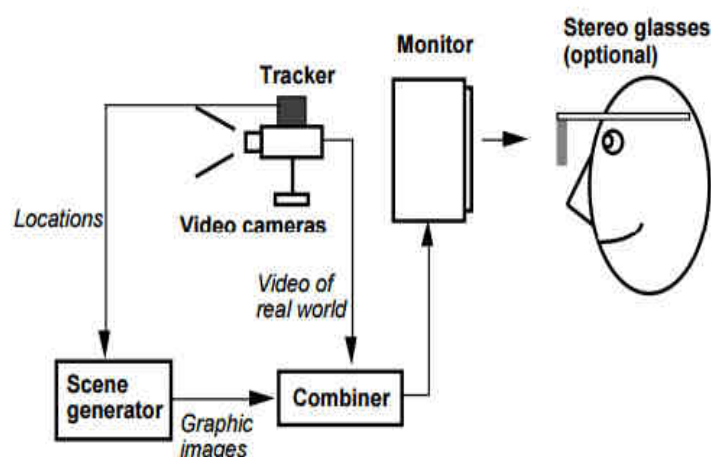 Stereo glasses
(optional)
Monitor
Tracker
Locations
Video cameras
Video of
real world
Scene
generator
Combiner
Graphic
images